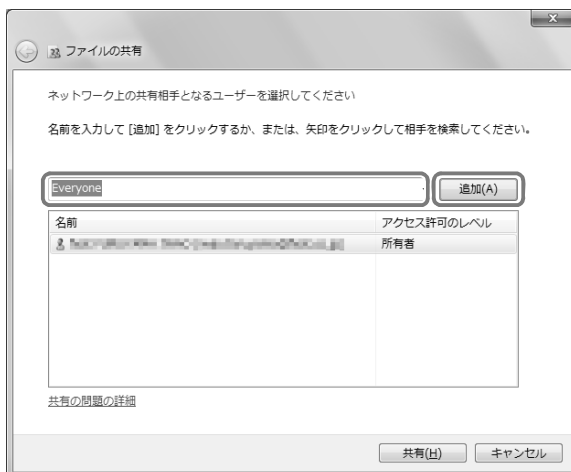 ファイルの共有
ネットワーク上の共有相手となるユーザーを選択してください
名前を入力して [追加] をクリックするか、または、矢印をクリックして相手を検索してください。
Everyone
追加(A)
名前 アクセス許可のレベル
所有者
共有の問題の詳細
共有(H) キャンセル